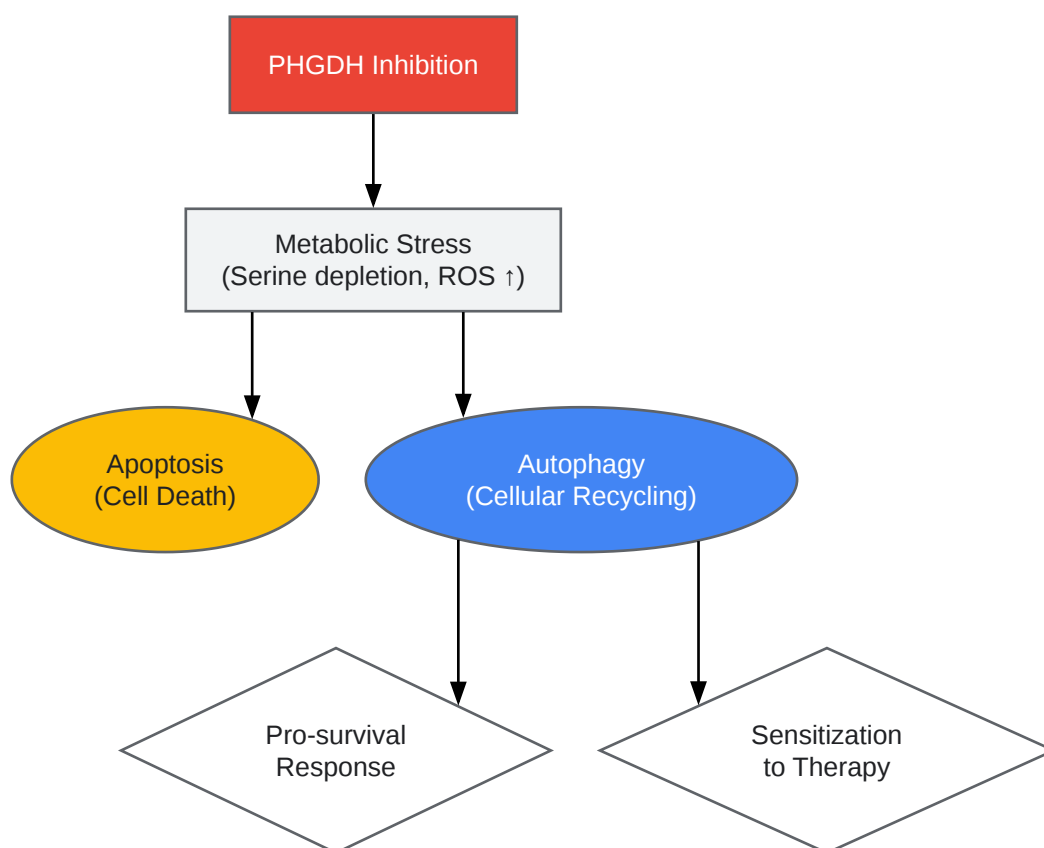 PHGDH Inhibition
Metabolic Stress
(Serine depletion, ROS ↑)
Apoptosis
(Cell Death)
Autophagy
(Cellular Recycling)
Pro-survival
Response
Sensitization
to Therapy